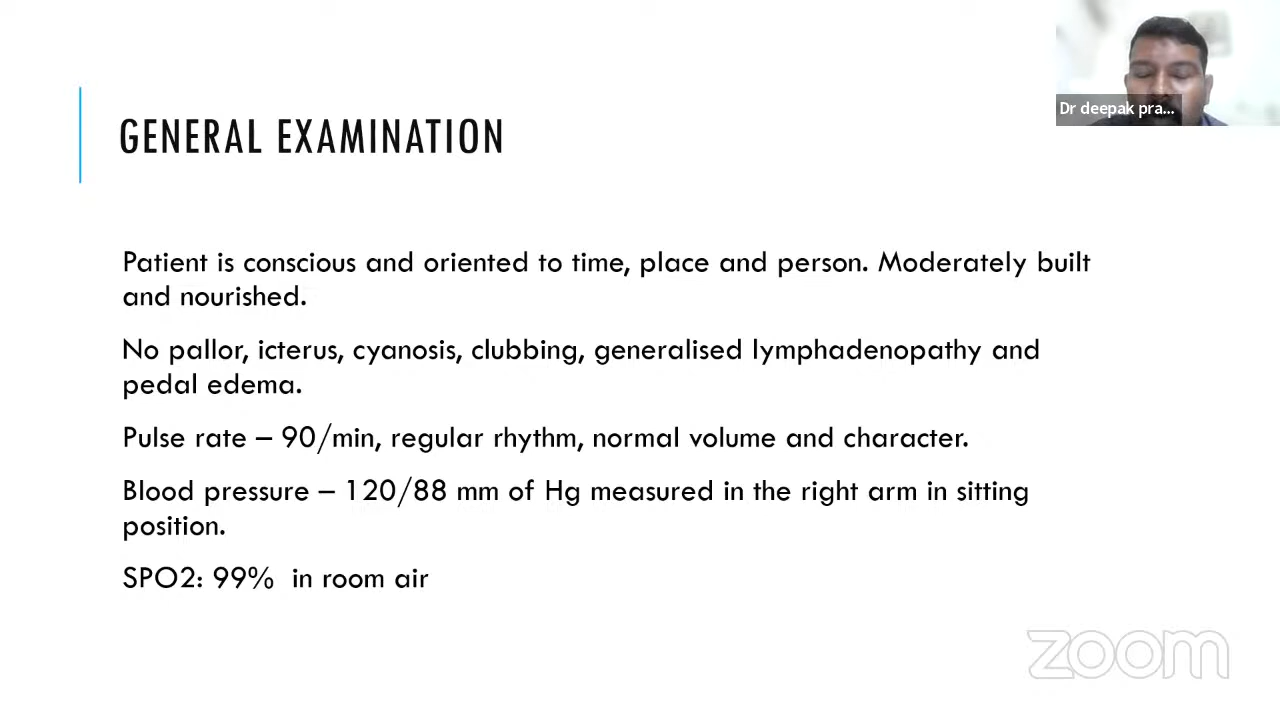 Dr deepak pra...
GENERAL EXAMINATION
Patient is conscious and oriented to time, place and person. Moderately built
and nourished.
No pallor, icterus, cyanosis, clubbing, generalised lymphadenopathy and
pedal edema.
Pulse rate – 90/min, regular rhythm, normal volume and character.
Blood pressure – 120/88 mm of Hg measured in the right arm in sitting
position.
SPO2: 99%  in room air
zoom